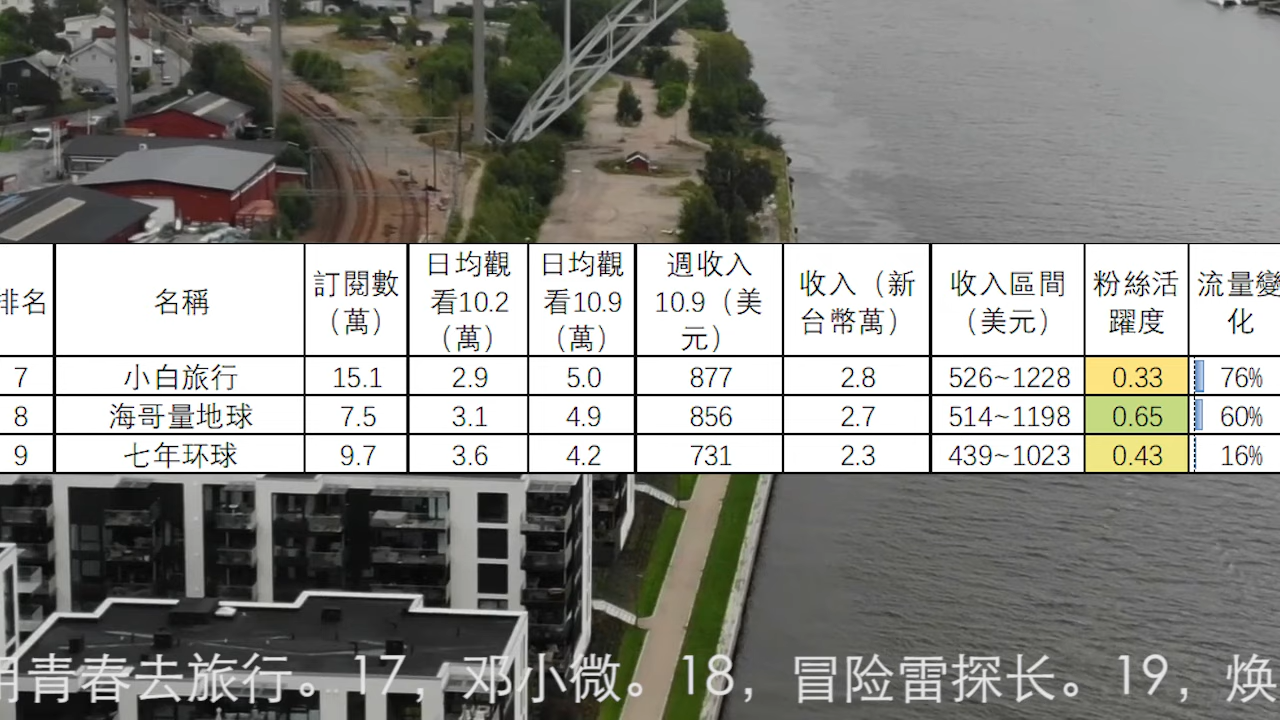 排名 名稱 訂閱數（萬） 日均觀看10.2（萬） 日均觀看10.9（萬） 週收入10.9（美元） 收入（新台幣萬） 收入區間（美元） 粉絲活躍度 流量變化
7 小白旅行 15.1 2.9 5.0 877 2.8 526~1228 0.33 76%
8 海哥量地球 7.5 3.1 4.9 856 2.7 514~1198 0.65 60%
9 七年环球 9.7 3.6 4.2 731 2.3 439~1023 0.43 16%
用青春去旅行。17，邓小微。18，冒险雷探长。19，焕